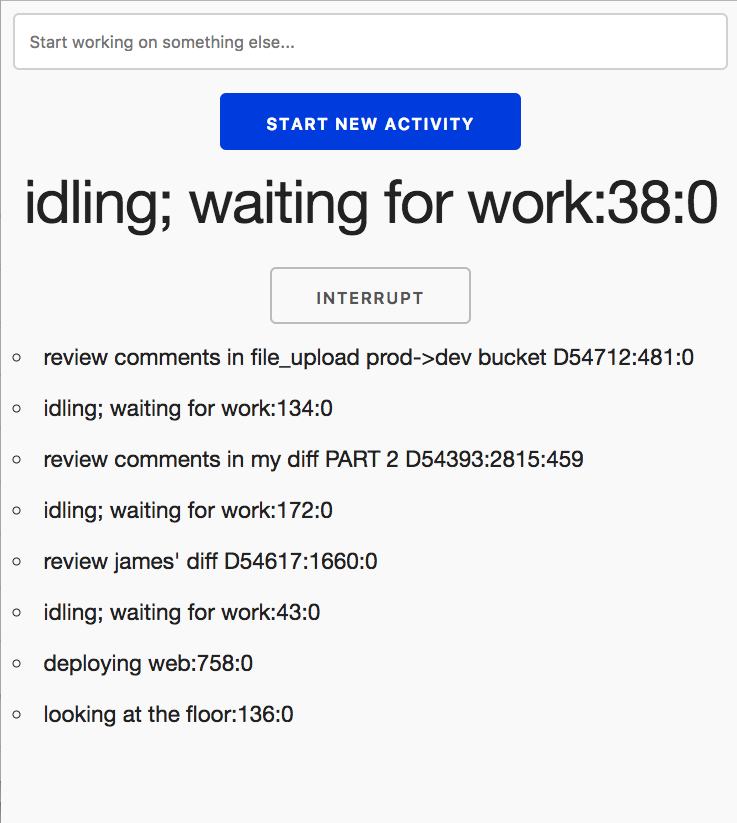 Start working on something else...
START NEW ACTIVITY
idling; waiting for work:38:0
INTERRUPT
review comments in file_upload prod->dev bucket D54712:481:0
idling; waiting for work:134:0
review comments in my diff PART 2 D54393:2815:459
idling; waiting for work:172:0
review james' diff D54617:1660:0
idling; waiting for work:43:0
deploying web:758:0
looking at the floor:136:0